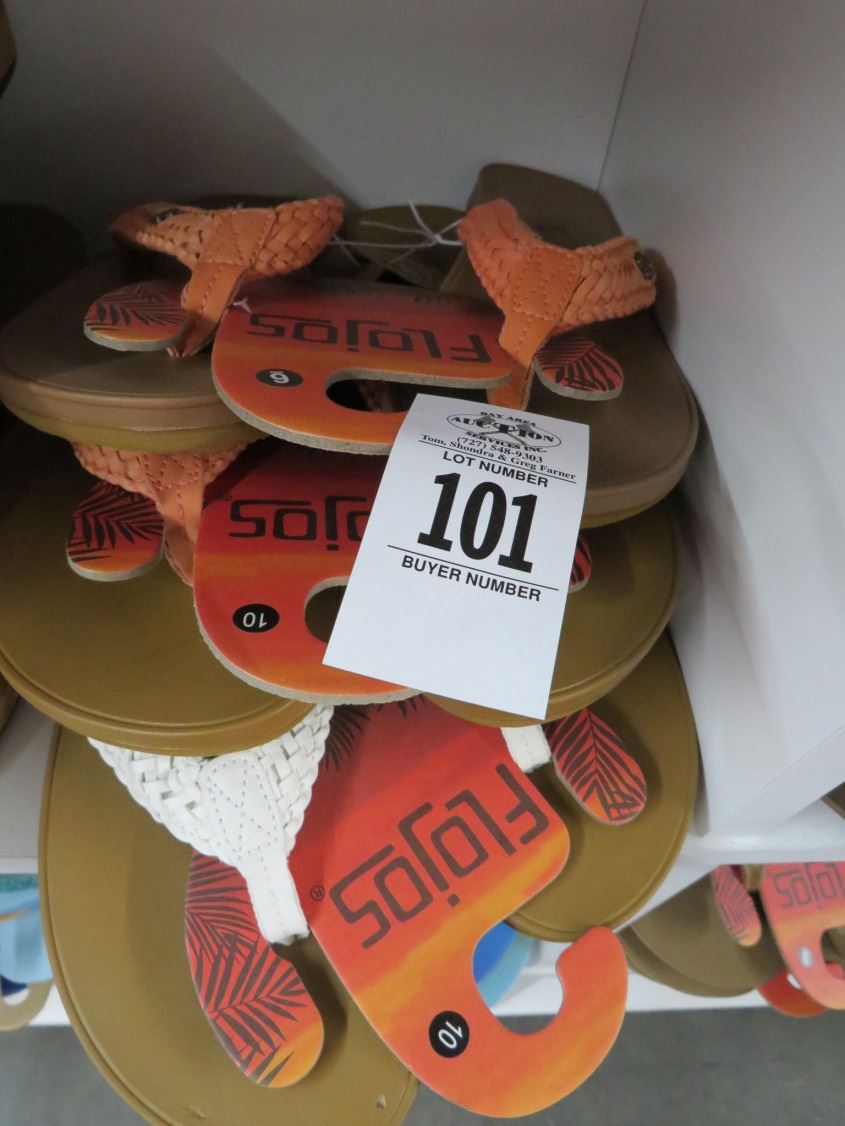 Flojos
6
BAY AREA
AUCTION
SERVICES INC.
(727) 548-9303
Tom, Shondra & Greg Farner
LOT NUMBER
101
BUYER NUMBER
Flojos®
10
Flojos®
10
Flojos